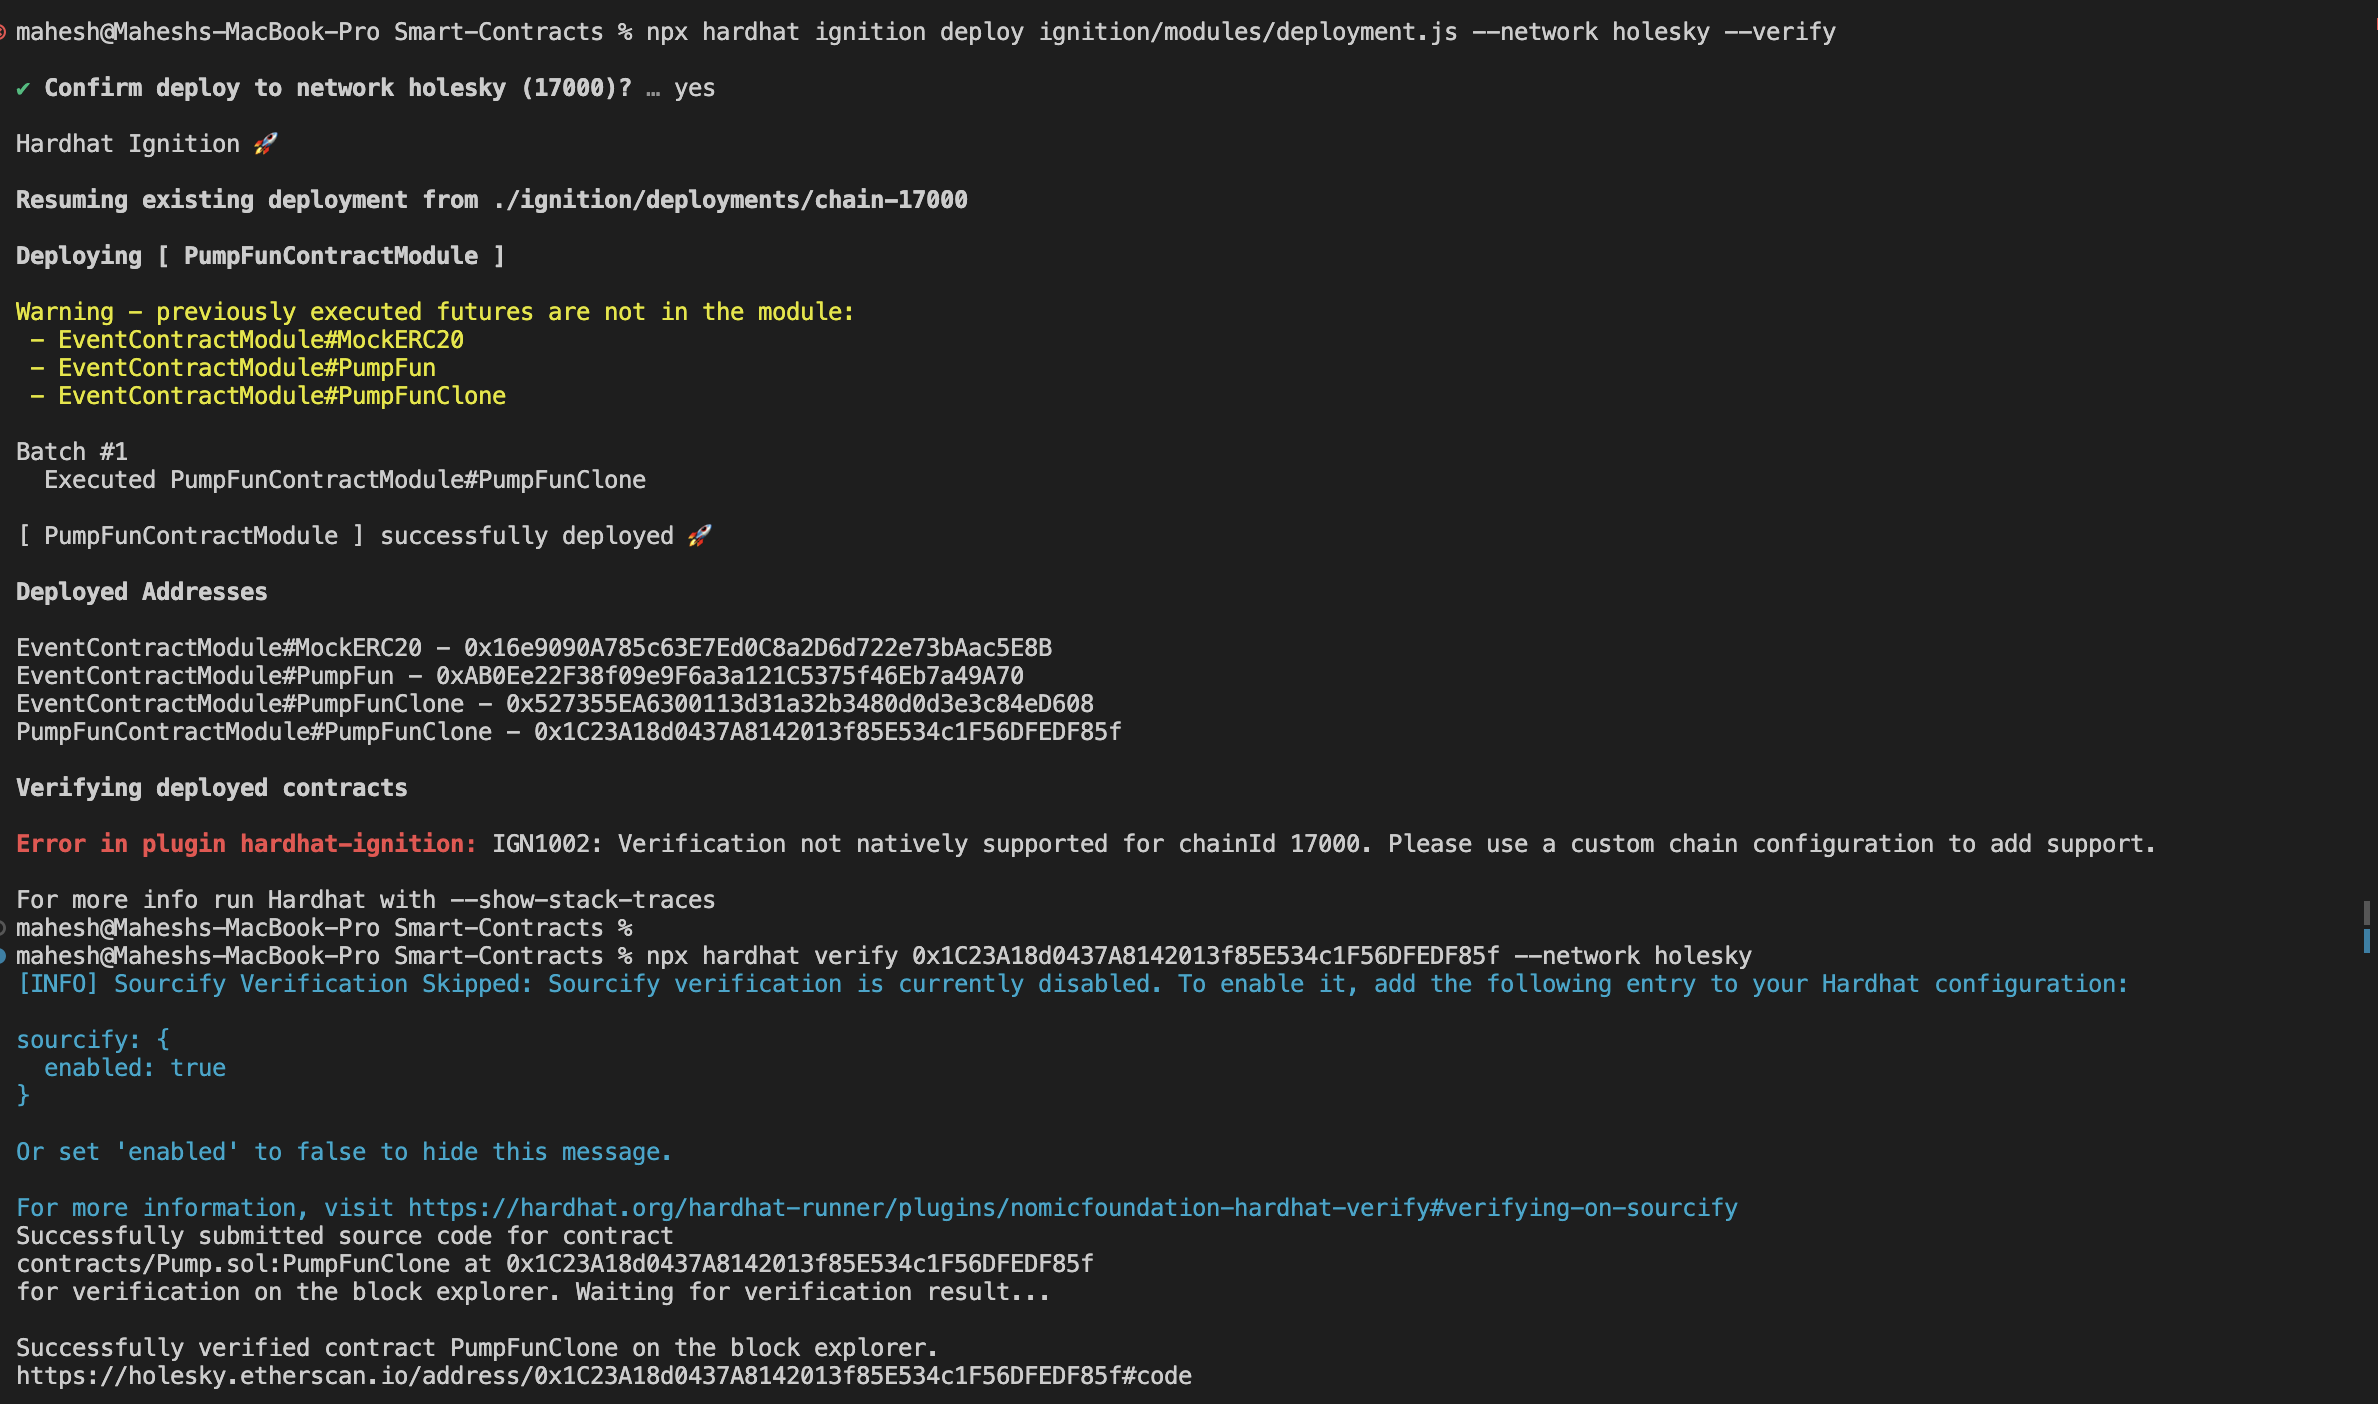 mahesh@Maheshs-MacBook-Pro Smart-Contracts % npx hardhat ignition deploy ignition/modules/deployment.js --network holesky --verify
✔ Confirm deploy to network holesky (17000)? … yes
Hardhat Ignition 🚀
Resuming existing deployment from ./ignition/deployments/chain-17000
Deploying [ PumpFunContractModule ]
Warning - previously executed futures are not in the module:
 - EventContractModule#MockERC20
 - EventContractModule#PumpFun
 - EventContractModule#PumpFunClone
Batch #1
  Executed PumpFunContractModule#PumpFunClone
[ PumpFunContractModule ] successfully deployed 🚀
Deployed Addresses
EventContractModule#MockERC20 - 0x16e9090A785c63E7Ed0C8a2D6d722e73bAac5E8B
EventContractModule#PumpFun - 0xAB0Ee22F38f09e9F6a3a121C5375f46Eb7a49A70
EventContractModule#PumpFunClone - 0x527355EA6300113d31a32b3480d0d3e3c84eD608
PumpFunContractModule#PumpFunClone - 0x1C23A18d0437A8142013f85E534c1F56DFEDF85f
Verifying deployed contracts
Error in plugin hardhat-ignition: IGN1002: Verification not natively supported for chainId 17000. Please use a custom chain configuration to add support.
For more info run Hardhat with --show-stack-traces
mahesh@Maheshs-MacBook-Pro Smart-Contracts %
mahesh@Maheshs-MacBook-Pro Smart-Contracts % npx hardhat verify 0x1C23A18d0437A8142013f85E534c1F56DFEDF85f --network holesky
[INFO] Sourcify Verification Skipped: Sourcify verification is currently disabled. To enable it, add the following entry to your Hardhat configuration:
sourcify: {
  enabled: true
}
Or set 'enabled' to false to hide this message.
For more information, visit https://hardhat.org/hardhat-runner/plugins/nomicfoundation-hardhat-verify#verifying-on-sourcify
Successfully submitted source code for contract
contracts/Pump.sol:PumpFunClone at 0x1C23A18d0437A8142013f85E534c1F56DFEDF85f
for verification on the block explorer. Waiting for verification result...
Successfully verified contract PumpFunClone on the block explorer.
https://holesky.etherscan.io/address/0x1C23A18d0437A8142013f85E534c1F56DFEDF85f#code